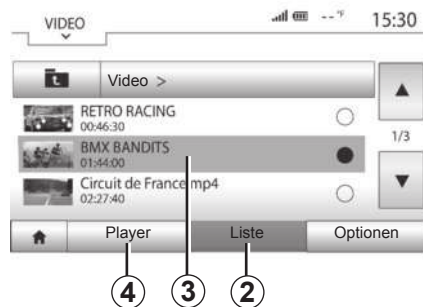 VIDEO
-- °F
15:30
Video >
RETRO RACING
00:46:30
BMX BANDITS
01:44:00
1/3
Circuit de France mp4
02:27:40
Player
Liste
Optionen
4
3
2